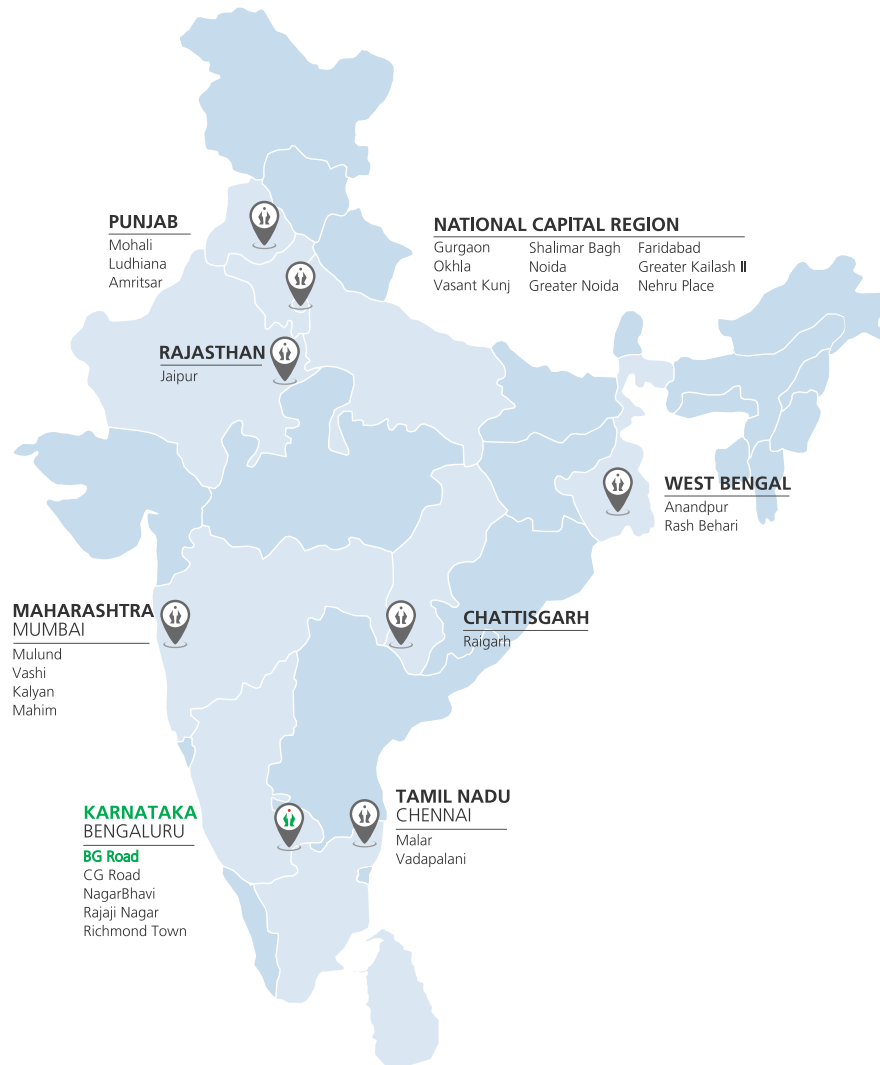 PUNJAB
Mohali
Ludhiana
Amritsar
NATIONAL CAPITAL REGION
Gurgaon Shalimar Bagh Faridabad
Okhla Noida Greater Kailash II
Vasant Kunj Greater Noida Nehru Place
RAJASTHAN
Jaipur
WEST BENGAL
Anandpur
Rash Behari
MAHARASHTRA
MUMBAI
Mulund
Vashi
Kalyan
Mahim
CHATTISGARH
Raigarh
KARNATAKA
BENGALURU
BG Road
CG Road
NagarBhavi
Rajaji Nagar
Richmond Town
TAMIL NADU
CHENNAI
Malar
Vadapalani